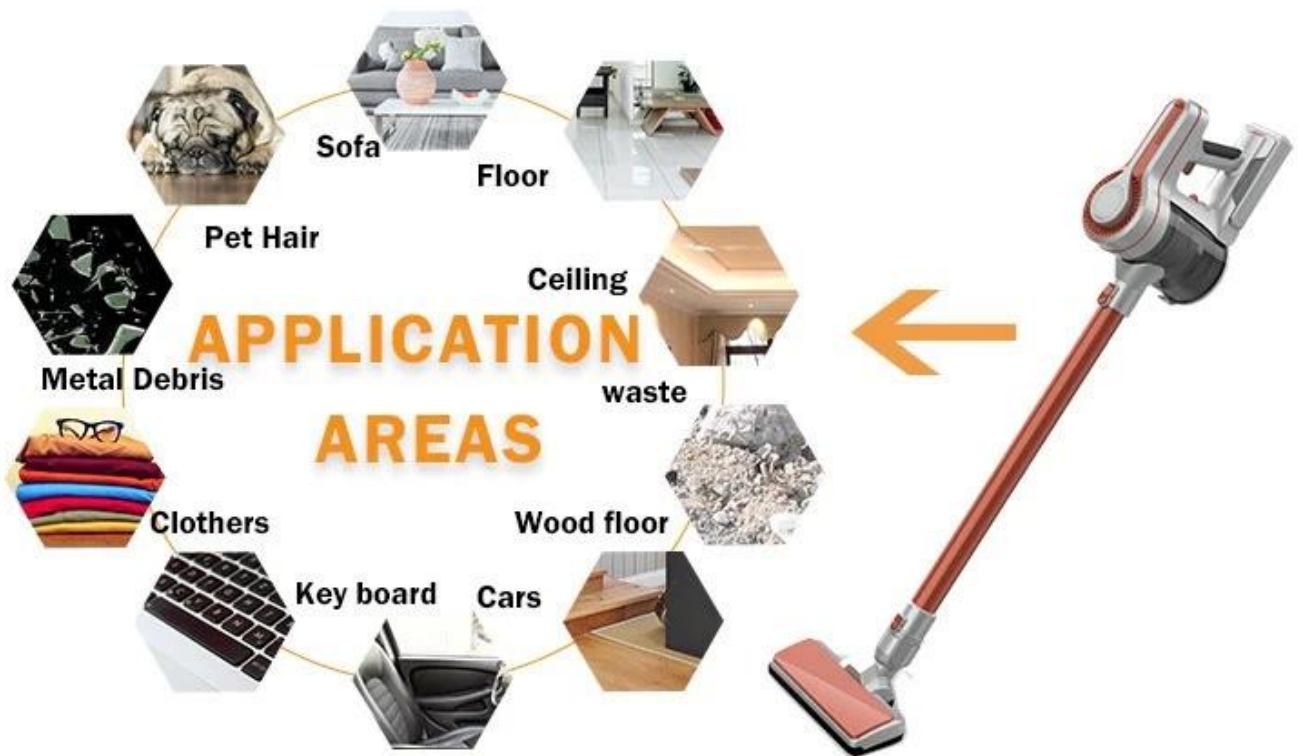 Sofa
Floor
Pet Hair
Ceiling
APPLICATION
Metal Debris
waste
AREAS
Clothers
Wood floor
Key board
Cars